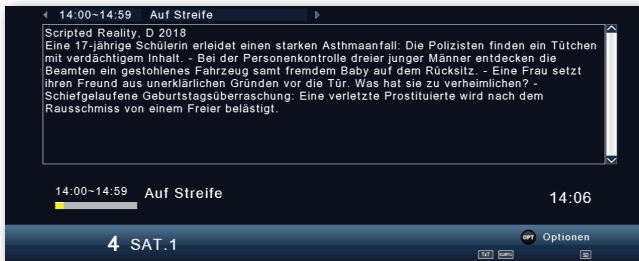 14:00~14:59 Auf Streife
Scripted Reality, D 2018
Eine 17-jährige Schülerin erleidet einen starken Asthmaanfall: Die Polizisten finden ein Tütchen
mit verdächtigem Inhalt. - Bei der Personenkontrolle dreier junger Männer entdecken die
Beamten ein gestohlenes Fahrzeug samt fremdem Baby auf dem Rücksitz. - Eine Frau setzt
ihren Freund aus unerklärlichen Gründen vor die Tür. Was hat sie zu verheimlichen? -
Schiefgelaufene Geburtstagsüberraschung: Eine verletzte Prostituierte wird nach dem
Rausschmiss von einem Freier belästigt.
14:00~14:59 Auf Streife
14:06
OPT Optionen
4 SAT.1
TXT